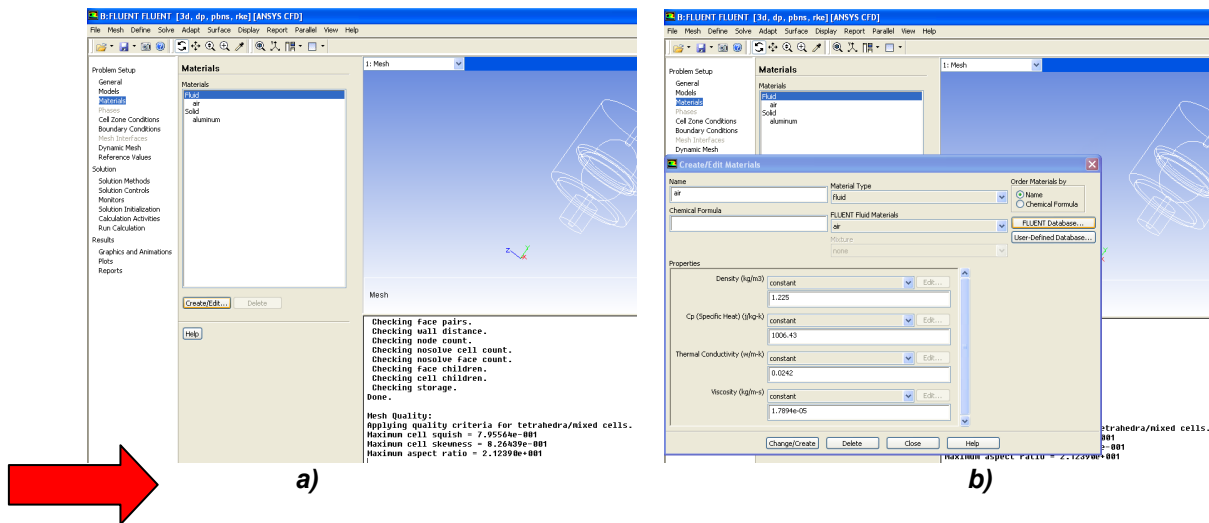 B:FLUENT FLUENT [3d, dp, pbns, rke] [ANSYS CFD]
File Mesh Define Solve Adapt Surface Display Report Parallel View Help
Problem Setup
General
Models
Materials
Phases
Cell Zone Conditions
Boundary Conditions
Mesh Interfaces
Dynamic Mesh
Reference Values
Solution
Solution Methods
Solution Controls
Monitors
Solution Initialization
Calculation Activities
Run Calculation
Results
Graphics and Animations
Plots
Reports
Materials
Materials
Fluid
air
Solid
aluminum
Create/Edit... Delete
Help
1: Mesh
Z Y X
Mesh
Checking face pairs.
Checking wall distance.
Checking node count.
Checking nosolve cell count.
Checking nosolve face count.
Checking face children.
Checking cell children.
Checking storage.
Done.
Mesh Quality:
Applying quality criteria for tetrahedra/mixed cells.
Maximum cell squish = 7.95564e-001
Maximum cell skewness = 8.26439e-001
Maximum aspect ratio = 2.12390e+001
a)
B:FLUENT FLUENT [3d, dp, pbns, rke] [ANSYS CFD]
File Mesh Define Solve Adapt Surface Display Report Parallel View Help
Problem Setup
General
Models
Materials
Phases
Cell Zone Conditions
Boundary Conditions
Mesh Interfaces
Dynamic Mesh
Materials
Materials
Fluid
air
Solid
aluminum
1: Mesh
Create/Edit Materials
Name
air
Chemical Formula
Material Type
fluid
FLUENT Fluid Materials
air
Mixture
none
Order Materials by
Name
Chemical Formula
FLUENT Database...
User-Defined Database...
Properties
Density (kg/m3) constant Edit...
1.225
Cp (Specific Heat) (j/kg-k) constant Edit...
1006.43
Thermal Conductivity (w/m-k) constant Edit...
0.0242
Viscosity (kg/m-s) constant Edit...
1.7894e-05
Change/Create Delete Close Help
etrahedra/mixed cells.
001
e-001
Maximum aspect ratio = 2.12390e+001
b)